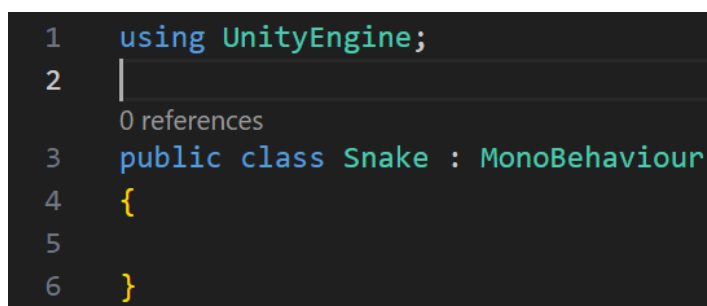 1 using UnityEngine;
2
0 references
3 public class Snake : MonoBehaviour
4 {
5
6 }